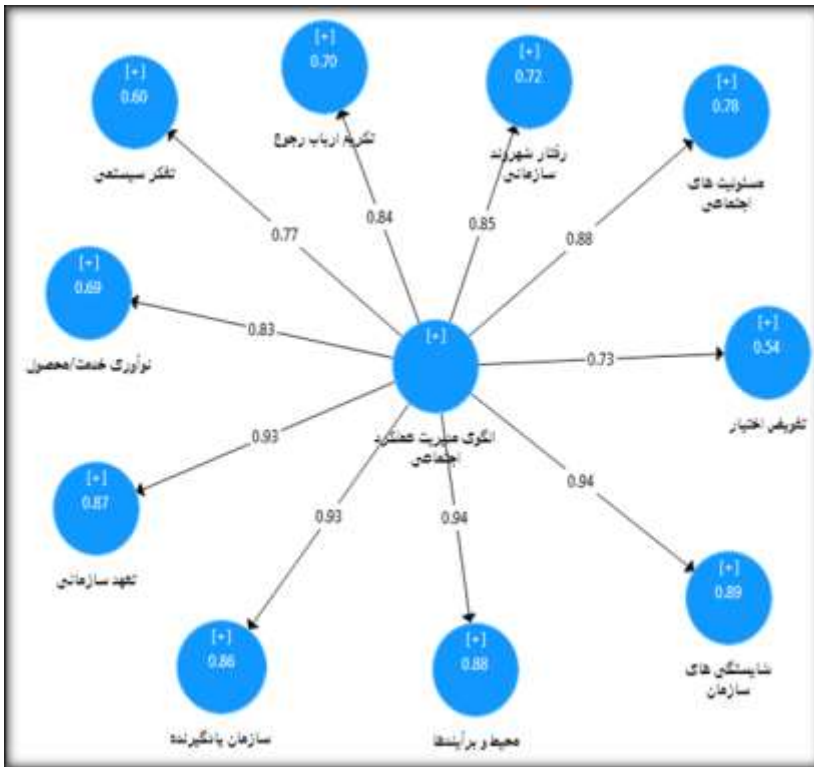 [+]
0.70
تکریم ارباب رجوع
[+]
0.72
رفتار شهروند
سازمانی
[+]
0.60
تفکر سیستمی
[+]
0.78
مسئولیت های
اجتماعی
0.84
0.85
0.88
0.77
[+]
0.69
نوآوری خدمت/محصول
0.83
[+]
[+]
0.54
تفویض اختیار
0.73
الگوی مدیریت عملکرد
اجتماعی
0.93
[+]
0.87
تعهد سازمانی
0.93
0.94
0.94
[+]
0.89
شایستگی های
سازمان
[+]
0.86
سازمان یادگیرنده
[+]
0.88
محیط و برآیندها